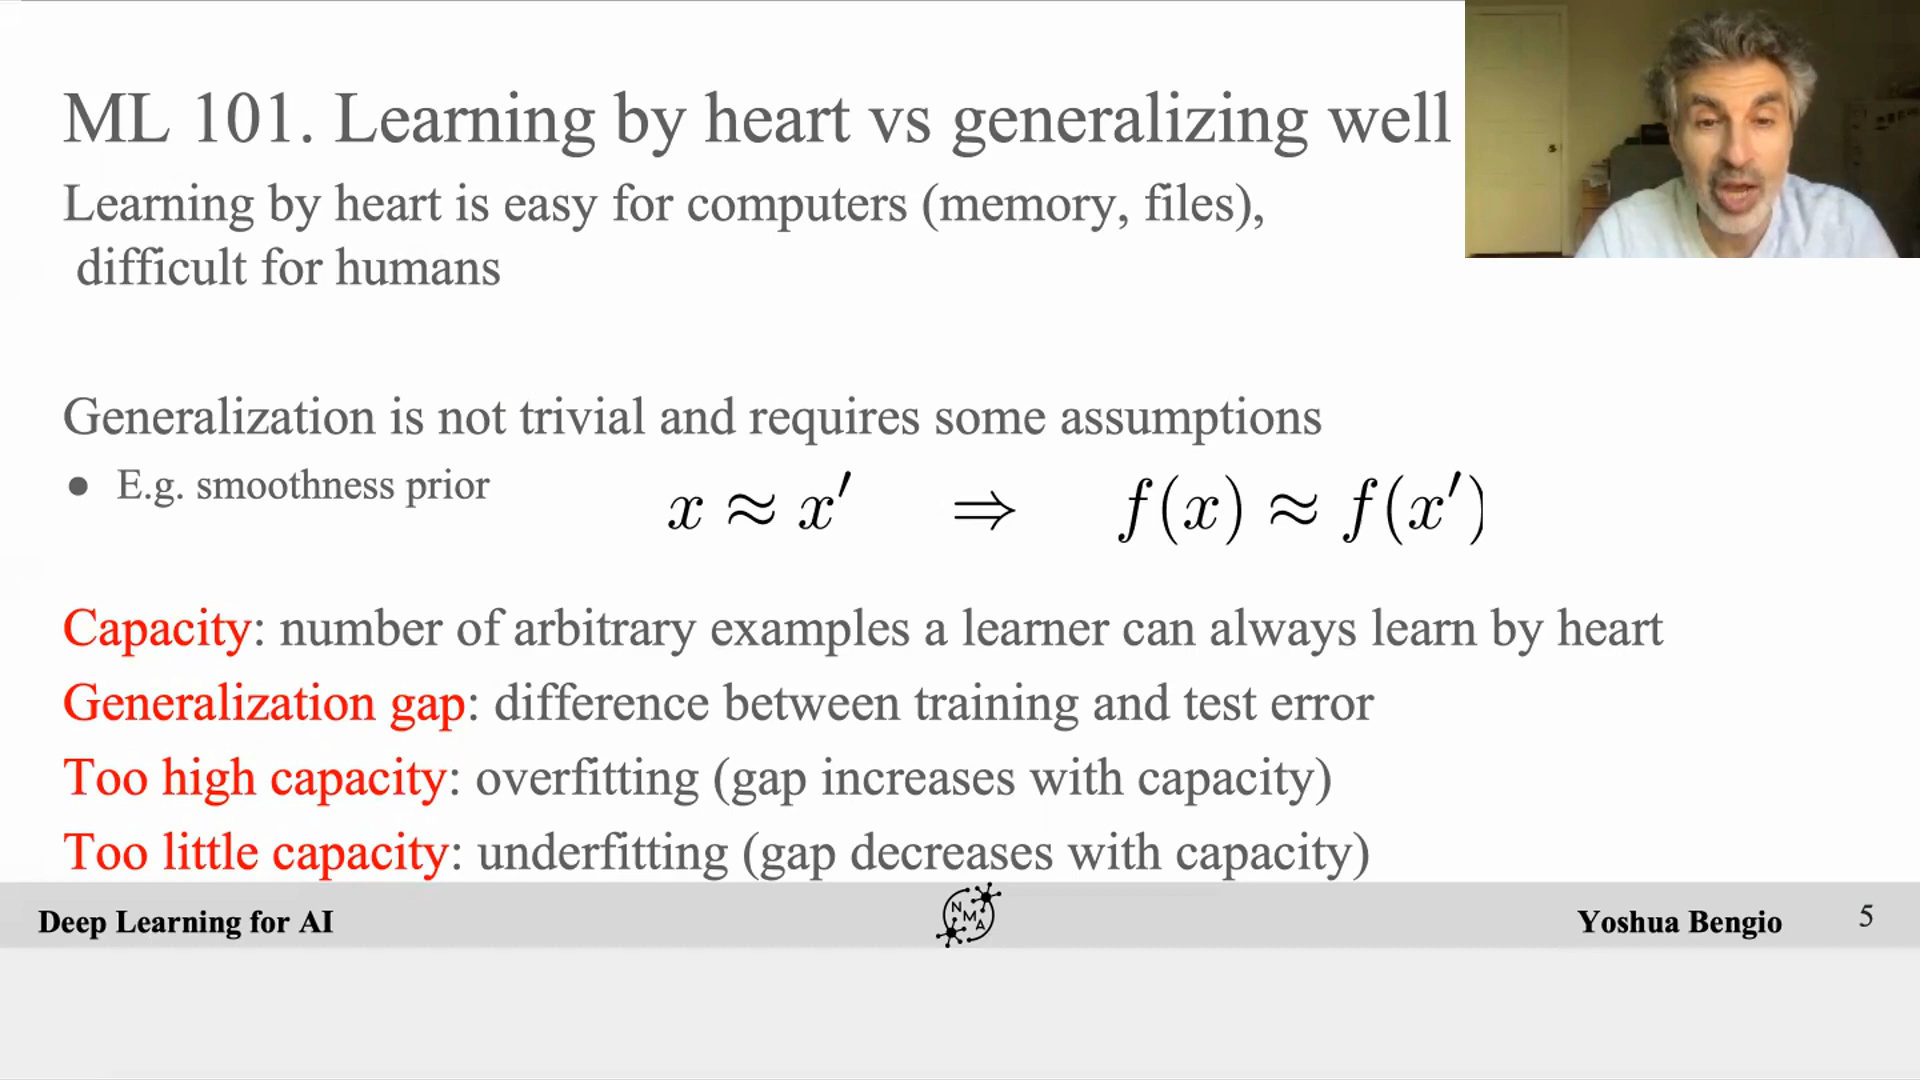 ML 101. Learning by heart vs generalizing well
Learning by heart is easy for computers (memory, files),
difficult for humans
Generalization is not trivial and requires some assumptions
● E.g. smoothness prior
x ≈ x′ ⇒ f(x) ≈ f(x′)
Capacity: number of arbitrary examples a learner can always learn by heart
Generalization gap: difference between training and test error
Too high capacity: overfitting (gap increases with capacity)
Too little capacity: underfitting (gap decreases with capacity)
Deep Learning for AI
NMA
Yoshua Bengio
5